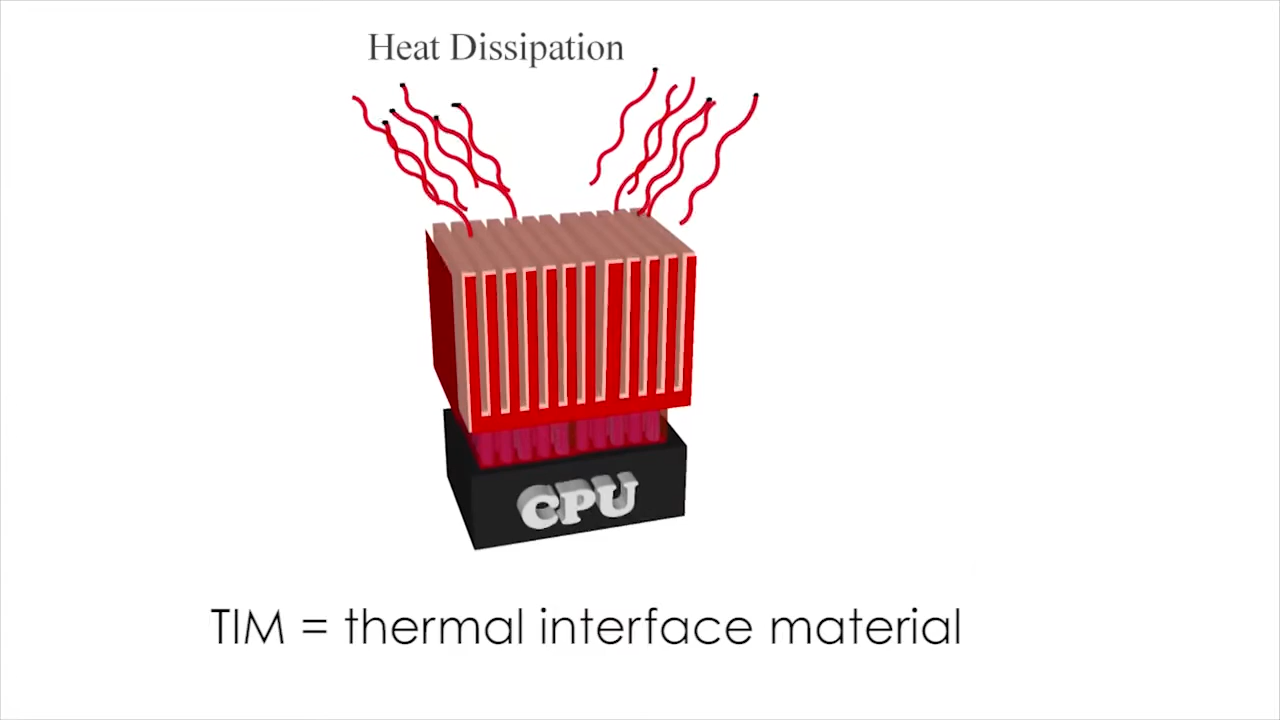 Heat Dissipation
CPU
TIM = thermal interface material